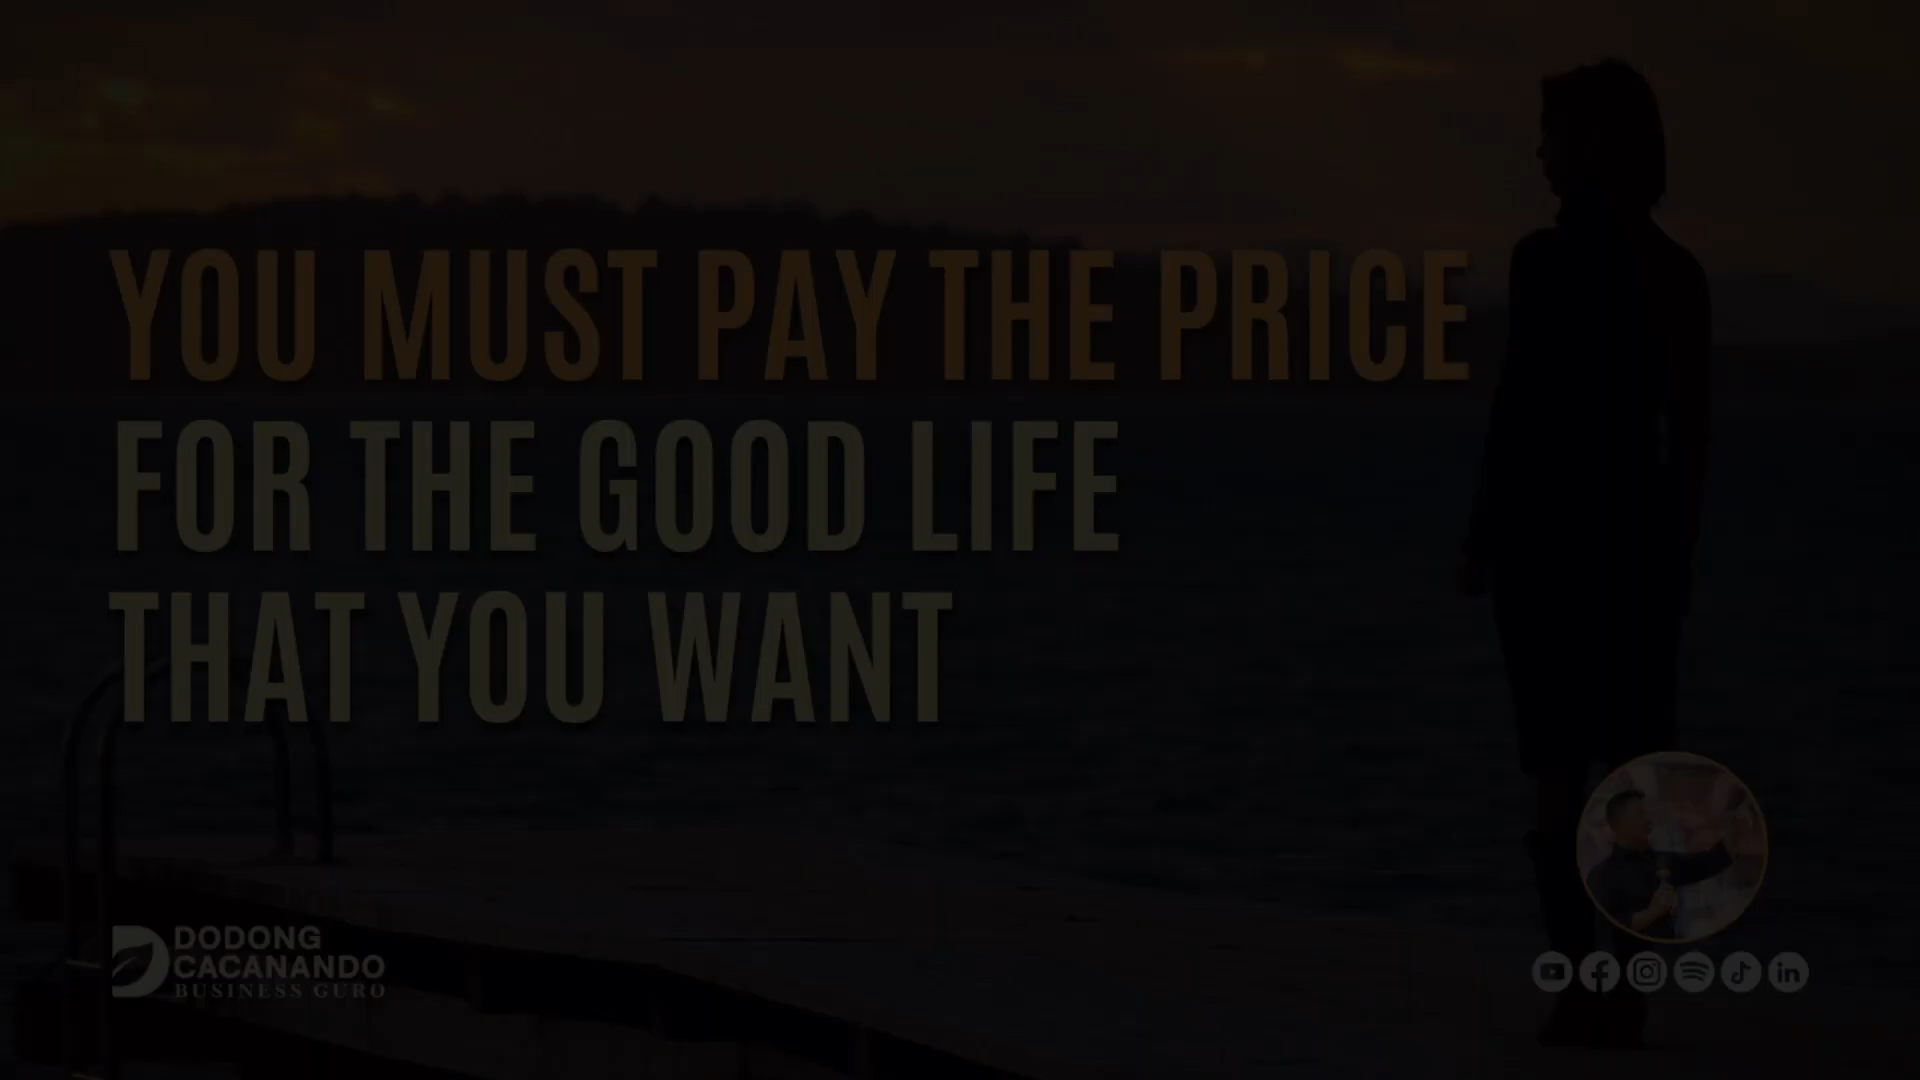 YOU MUST PAY THE PRICE
FOR THE GOOD LIFE
THAT YOU WANT
DODONG
CACANANDO
BUSINESS GURO